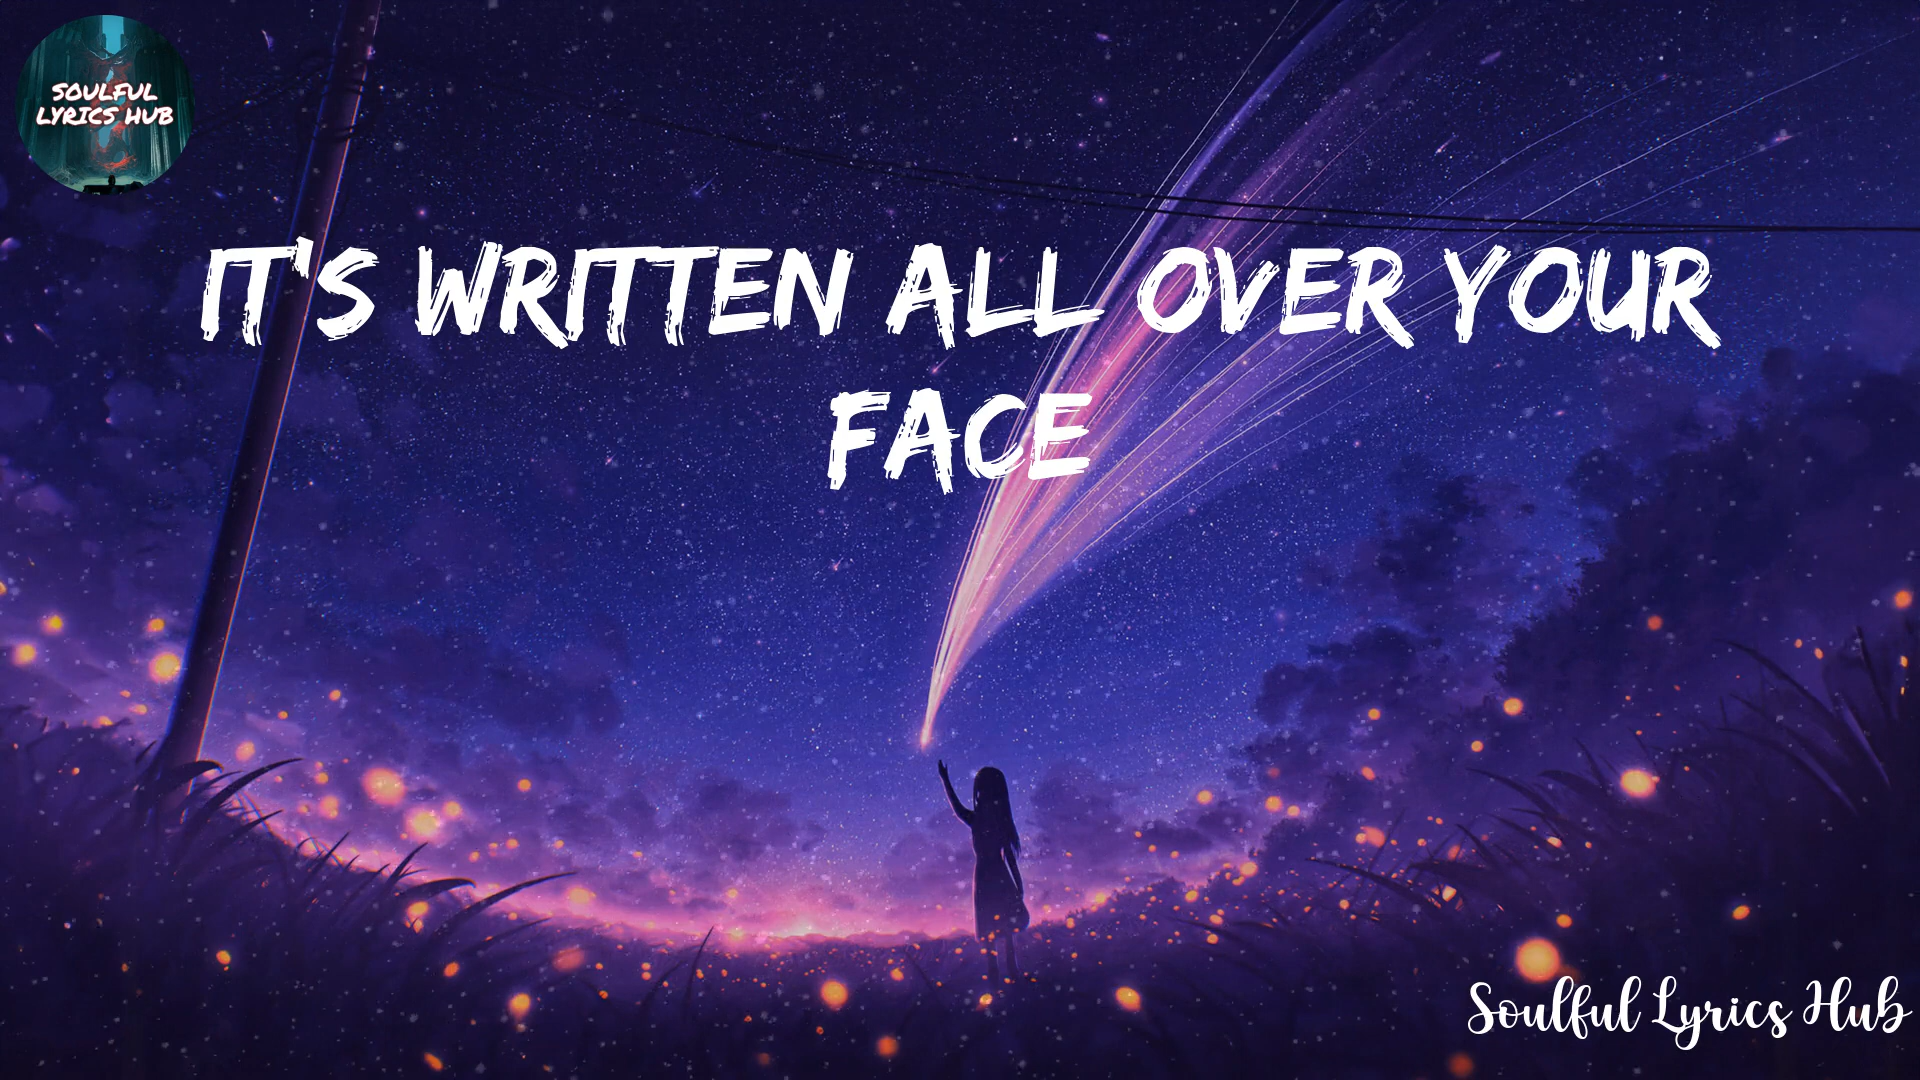 SOULFUL
LYRICS HUB
IT'S WRITTEN ALL OVER YOUR
FACE
Soulful Lyrics Hub